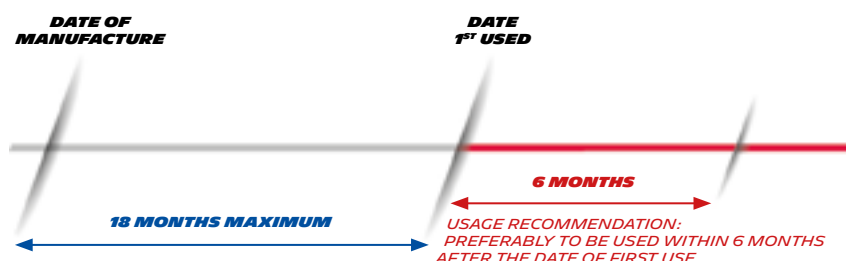 DATE OF
MANUFACTURE
DATE
1ST USED
6 MONTHS
18 MONTHS MAXIMUM
USAGE RECOMMENDATION:
PREFERABLY TO BE USED WITHIN 6 MONTHS
AFTER THE DATE OF FIRST USE